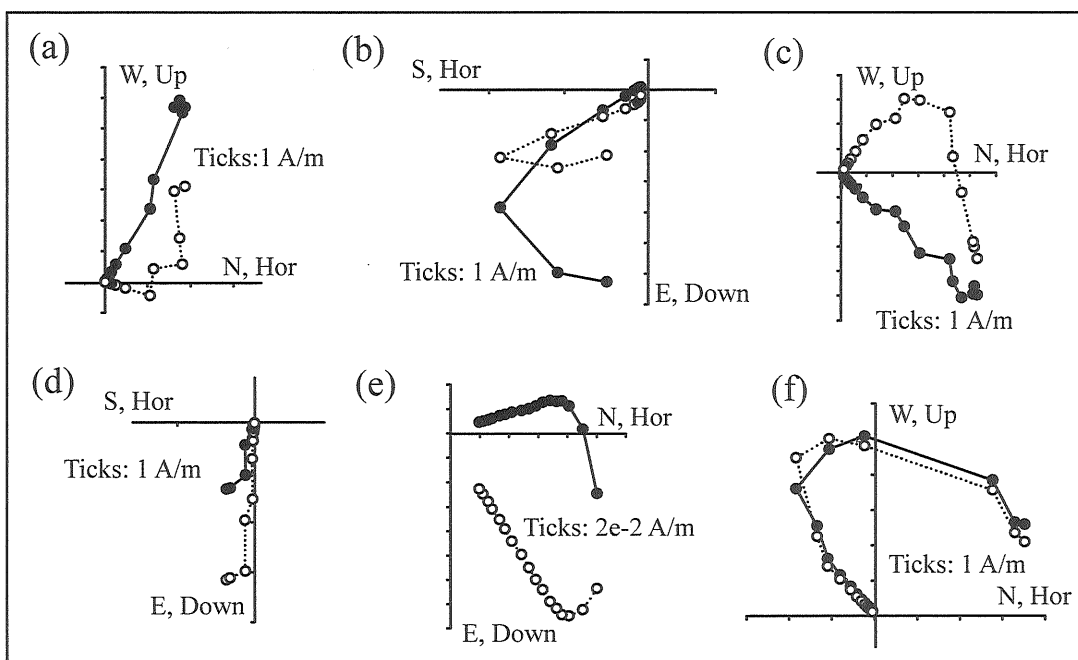 (a)
W, Up
Ticks:1 A/m
N, Hor
(b)
S, Hor
Ticks: 1 A/m
E, Down
(c)
W, Up
N, Hor
Ticks: 1 A/m
(d)
S, Hor
Ticks: 1 A/m
E, Down
(e)
N, Hor
Ticks: 2e-2 A/m
E, Down
(f)
W, Up
Ticks: 1 A/m
N, Hor